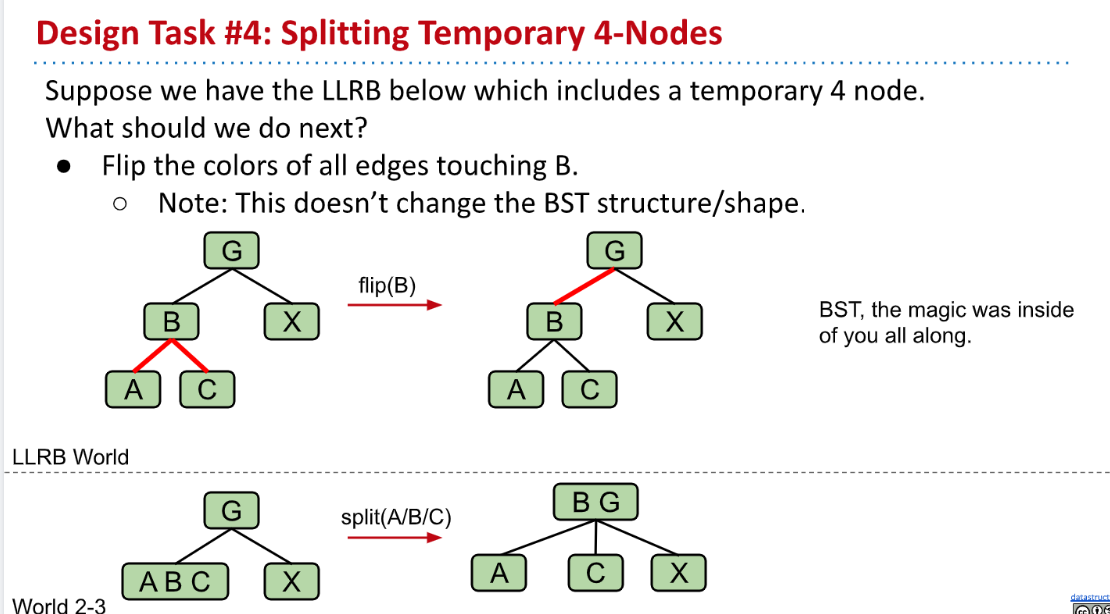 Design Task #4: Splitting Temporary 4-Nodes
Suppose we have the LLRB below which includes a temporary 4 node.
What should we do next?
● Flip the colors of all edges touching B.
○ Note: This doesn’t change the BST structure/shape.
G
B
X
A
C
flip(B)
G
B
X
A
C
BST, the magic was inside
of you all along.
LLRB World
G
A B C
X
split(A/B/C)
B G
A
C
X
World 2-3
datastruct